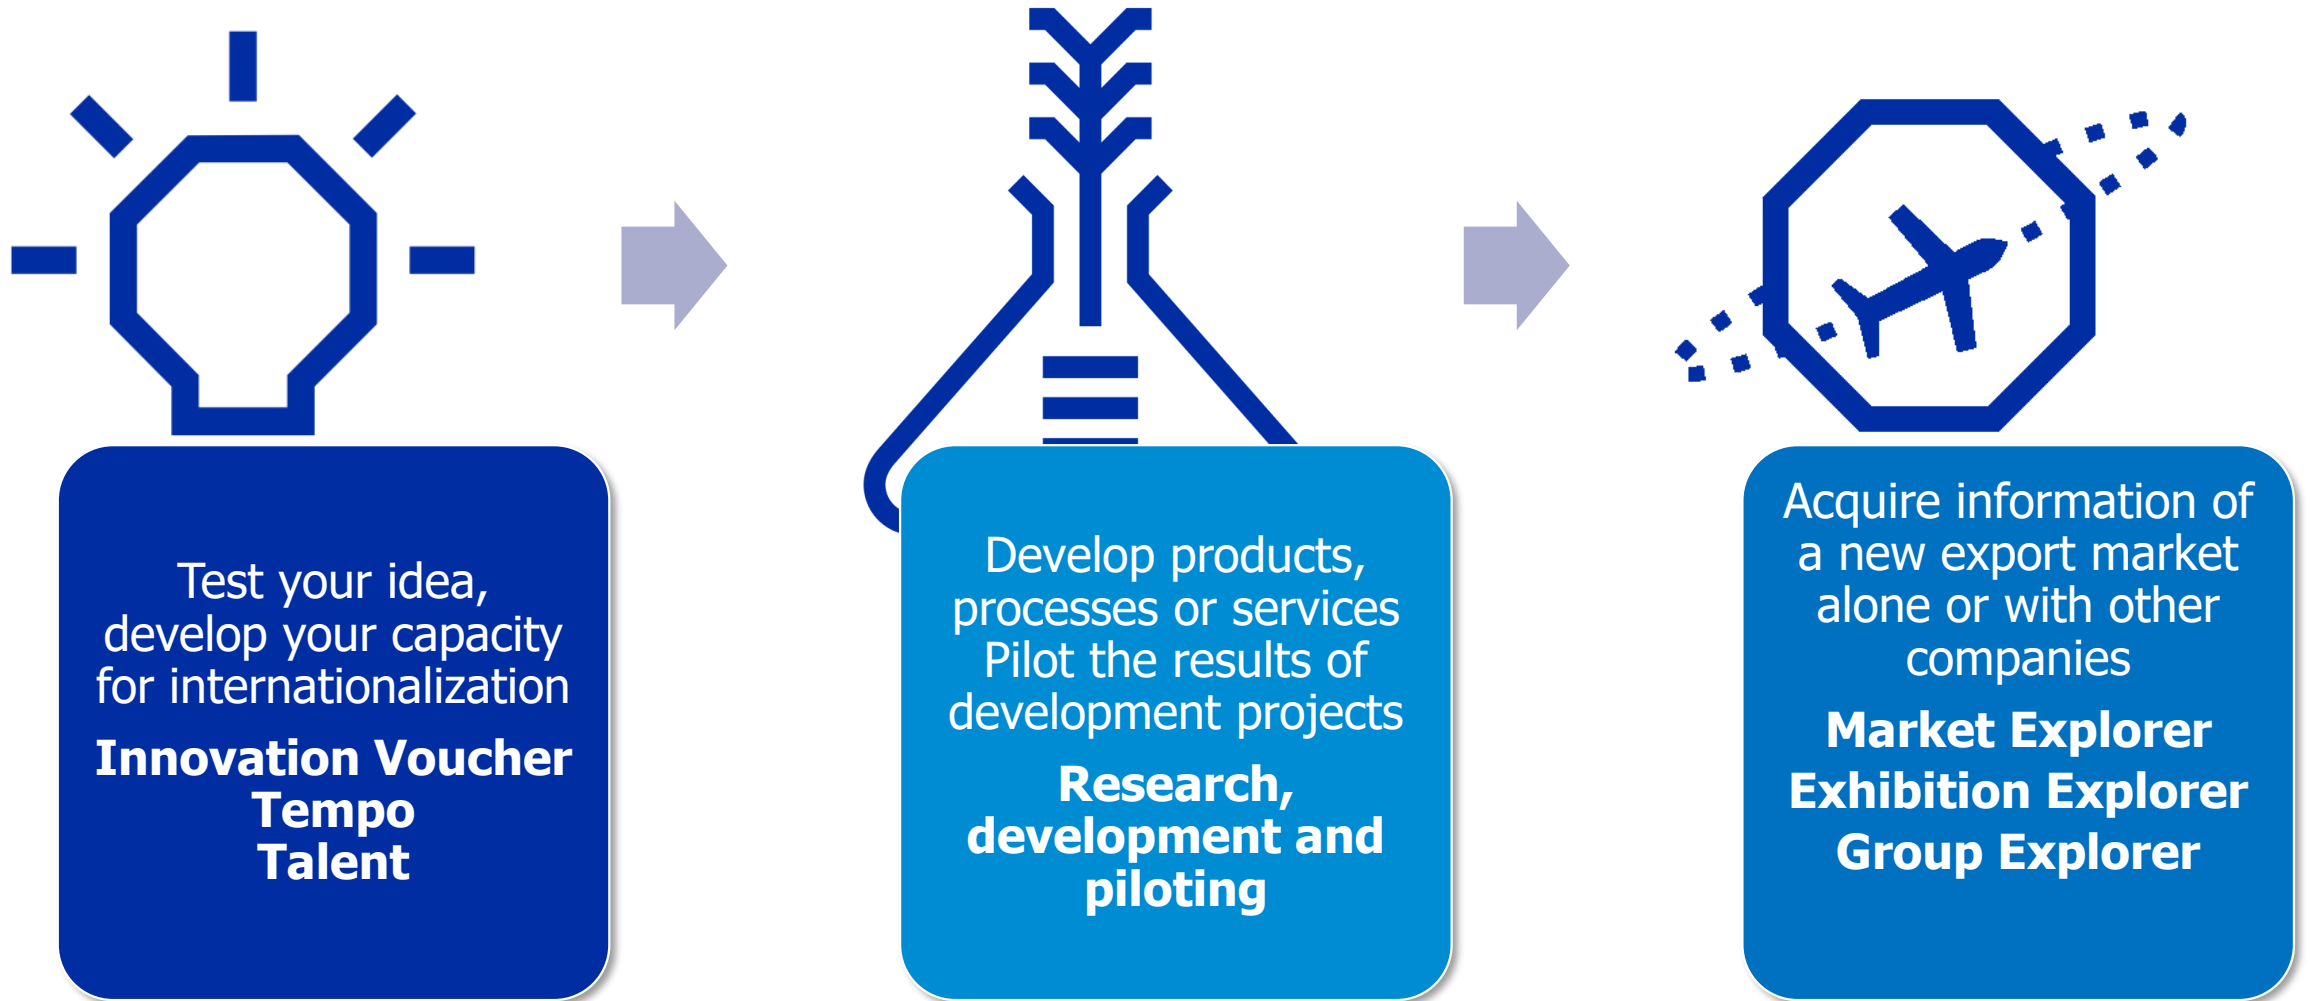 Test your idea,
develop your capacity
for internationalization
Innovation Voucher
Tempo
Talent
Develop products,
processes or services
Pilot the results of
development projects
Research,
development and
piloting
Acquire information of
a new export market
alone or with other
companies
Market Explorer
Exhibition Explorer
Group Explorer